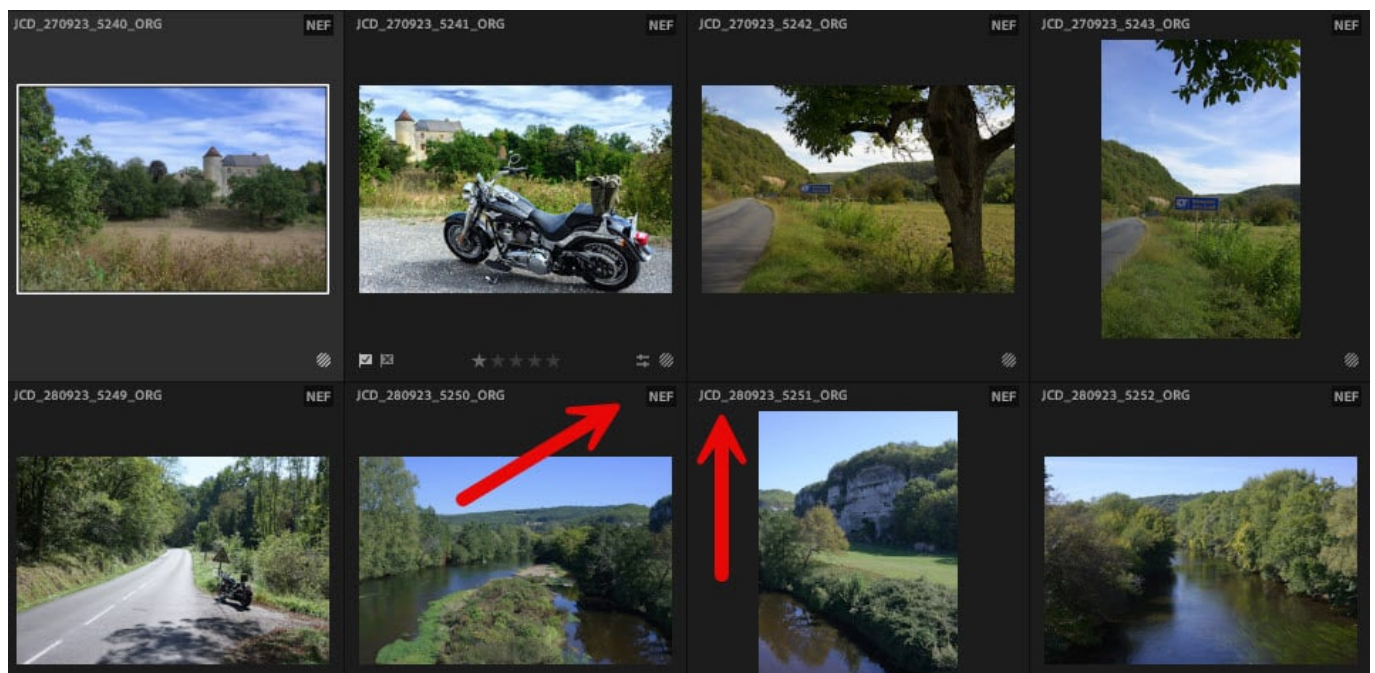 JCD_270923_5240_ORG NEF
JCD_270923_5241_ORG NEF
JCD_270923_5242_ORG NEF
JCD_270923_5243_ORG NEF
JCD_280923_5249_ORG NEF
JCD_280923_5250_ORG NEF
JCD_280923_5251_ORG NEF
JCD_280923_5252_ORG NEF